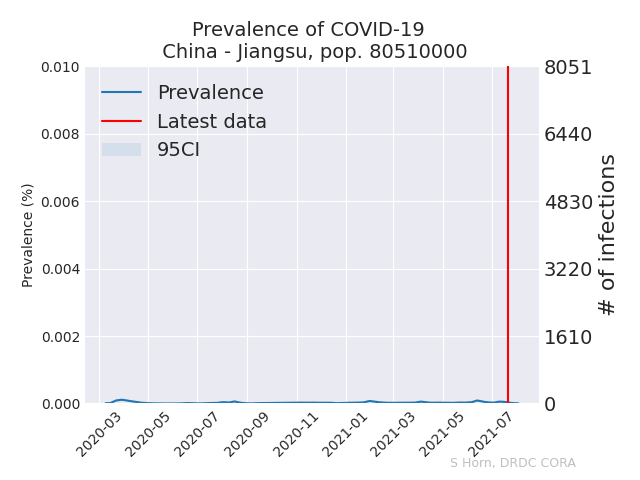 Prevalence of COVID-19
China - Jiangsu, pop. 80510000
Prevalence
Latest data
95CI
Prevalence (%)
0.010
0.008
0.006
0.004
0.002
0.000
8051
6440
4830
3220
1610
0
# of infections
2020-03
2020-05
2020-07
2020-09
2020-11
2021-01
2021-03
2021-05
2021-07
S Horn, DRDC CORA